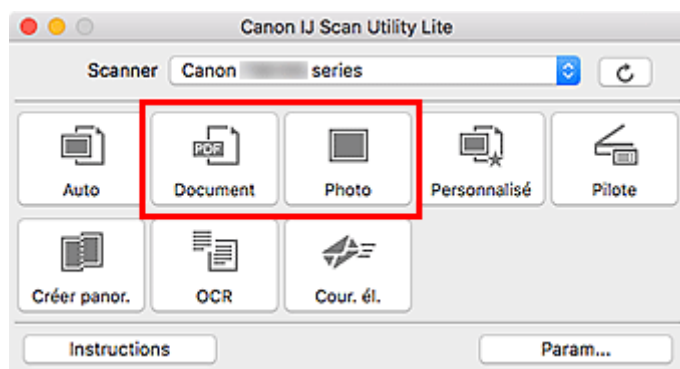 Canon IJ Scan Utility Lite
Scanner Canon series
PDF
Auto Document Photo Personnalisé Pilote
Créer panor. OCR Cour. él.
Instructions Param...